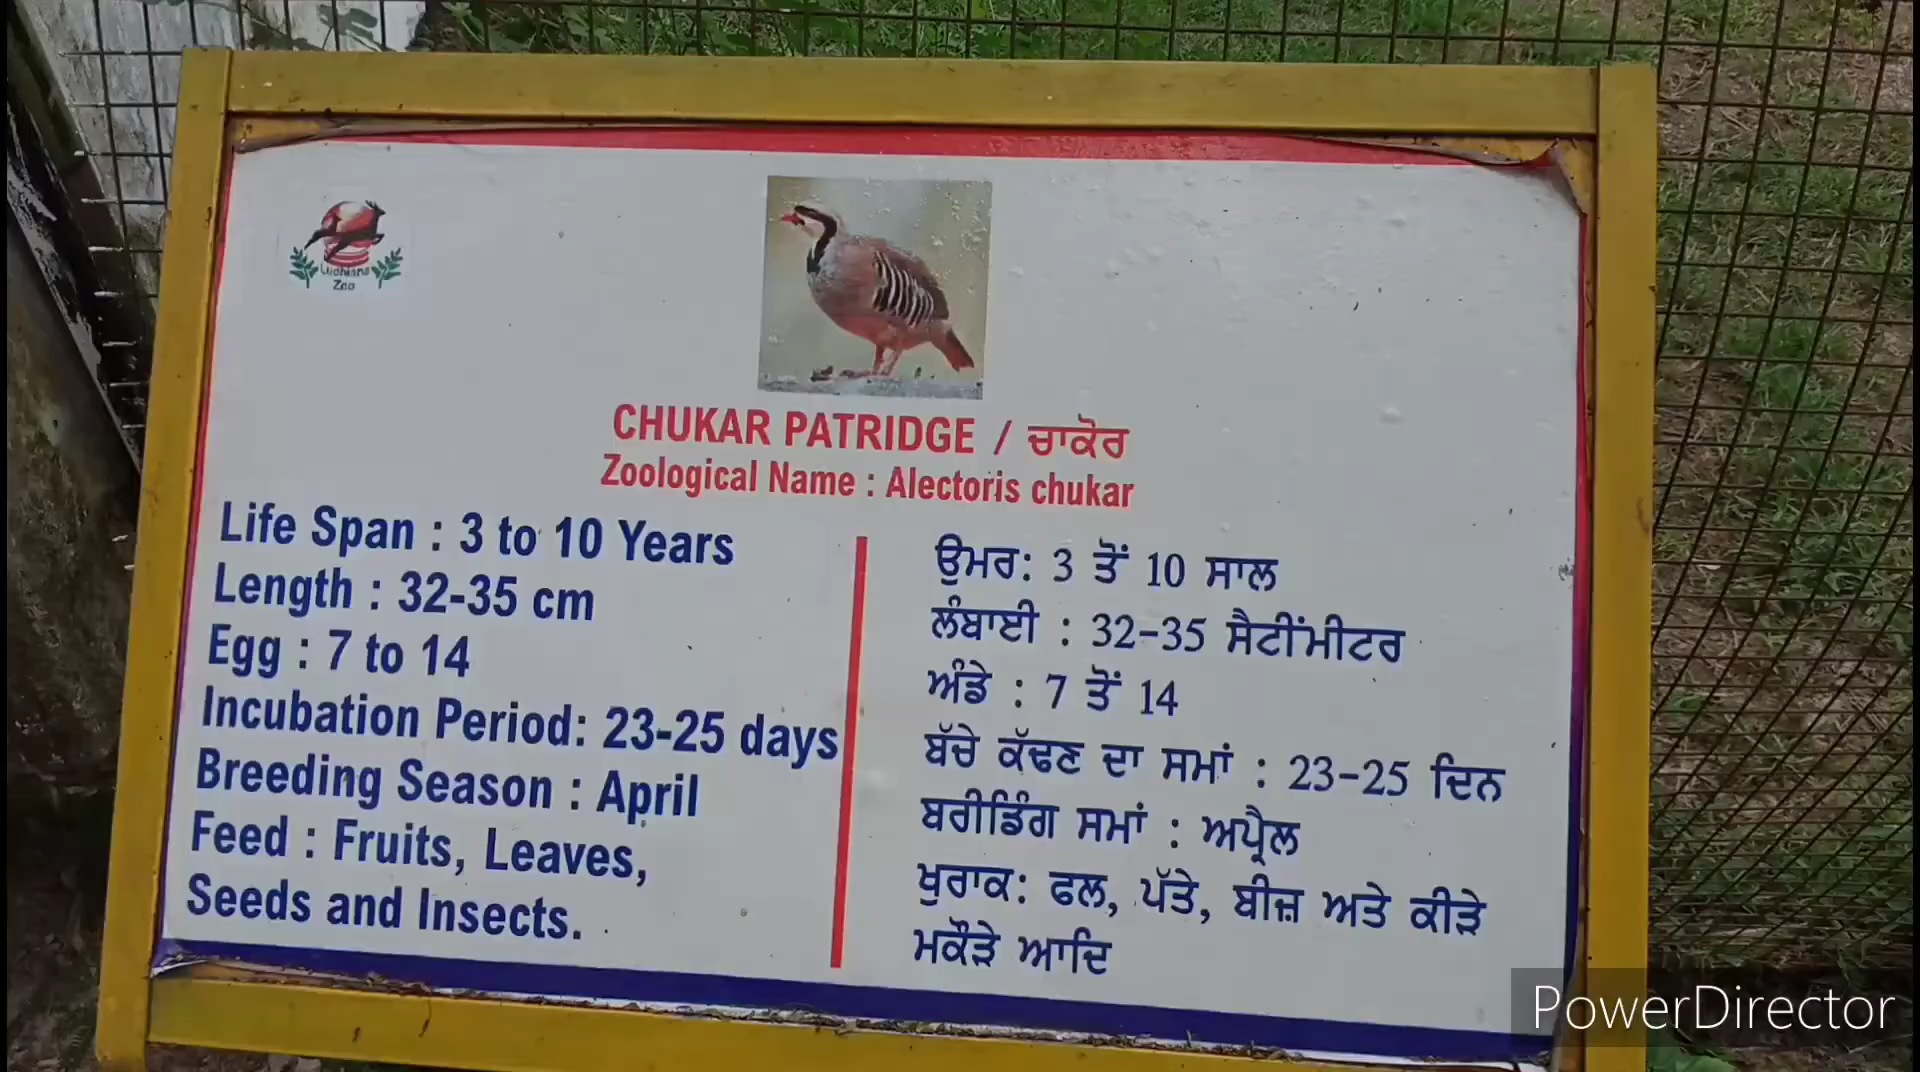 Ludhiana
Zoo
CHUKAR PATRIDGE / ਚਾਕੋਰ
Zoological Name : Alectoris chukar
Life Span : 3 to 10 Years
Length : 32-35 cm
Egg : 7 to 14
Incubation Period: 23-25 days
Breeding Season : April
Feed : Fruits, Leaves,
Seeds and Insects.
ਉਮਰ: 3 ਤੋਂ 10 ਸਾਲ
ਲੰਬਾਈ : 32-35 ਸੈਟੀਂਮੀਟਰ
ਅੰਡੇ : 7 ਤੋਂ 14
ਬੱਚੇ ਕੱਢਣ ਦਾ ਸਮਾਂ : 23-25 ਦਿਨ
ਬਰੀਡਿੰਗ ਸਮਾਂ : ਅਪ੍ਰੈਲ
ਖੁਰਾਕ: ਫਲ, ਪੱਤੇ, ਬੀਜ਼ ਅਤੇ ਕੀੜੇ
ਮਕੌੜੇ ਆਦਿ
PowerDirector